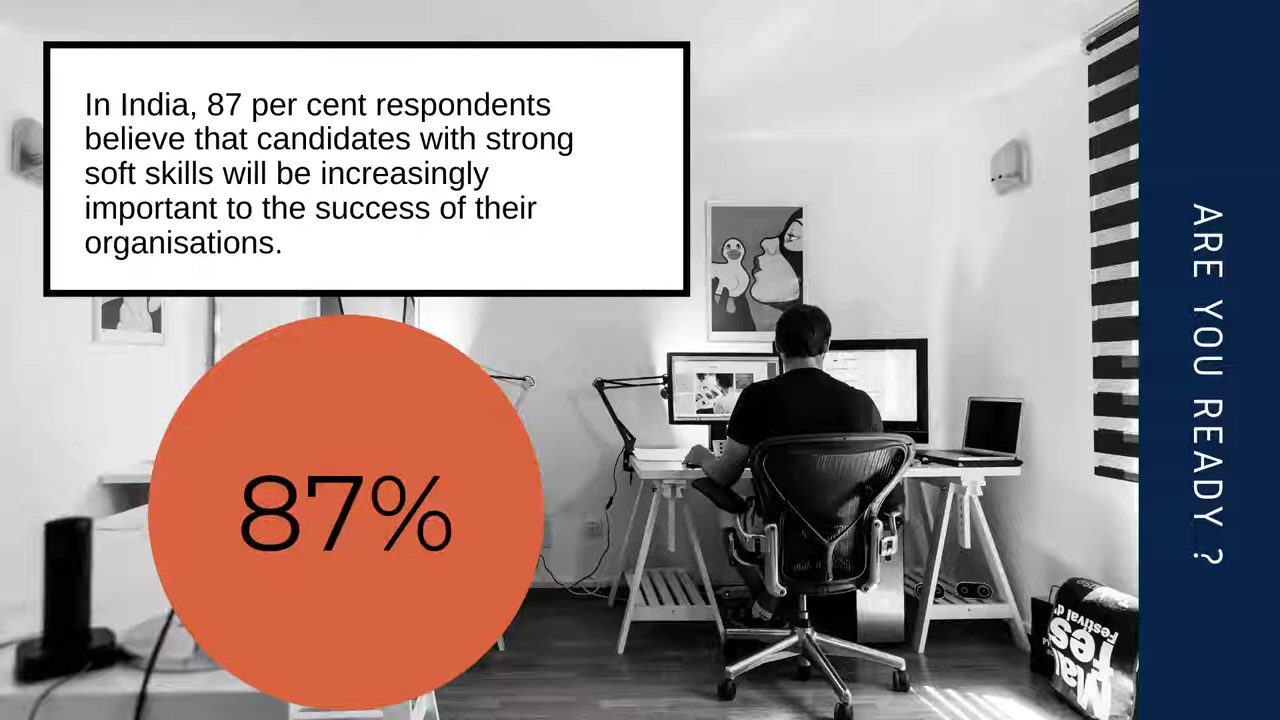 In India, 87 per cent respondents
believe that candidates with strong
soft skills will be increasingly
important to the success of their
organisations.
87%
ARE YOU READY ?
Festival d'